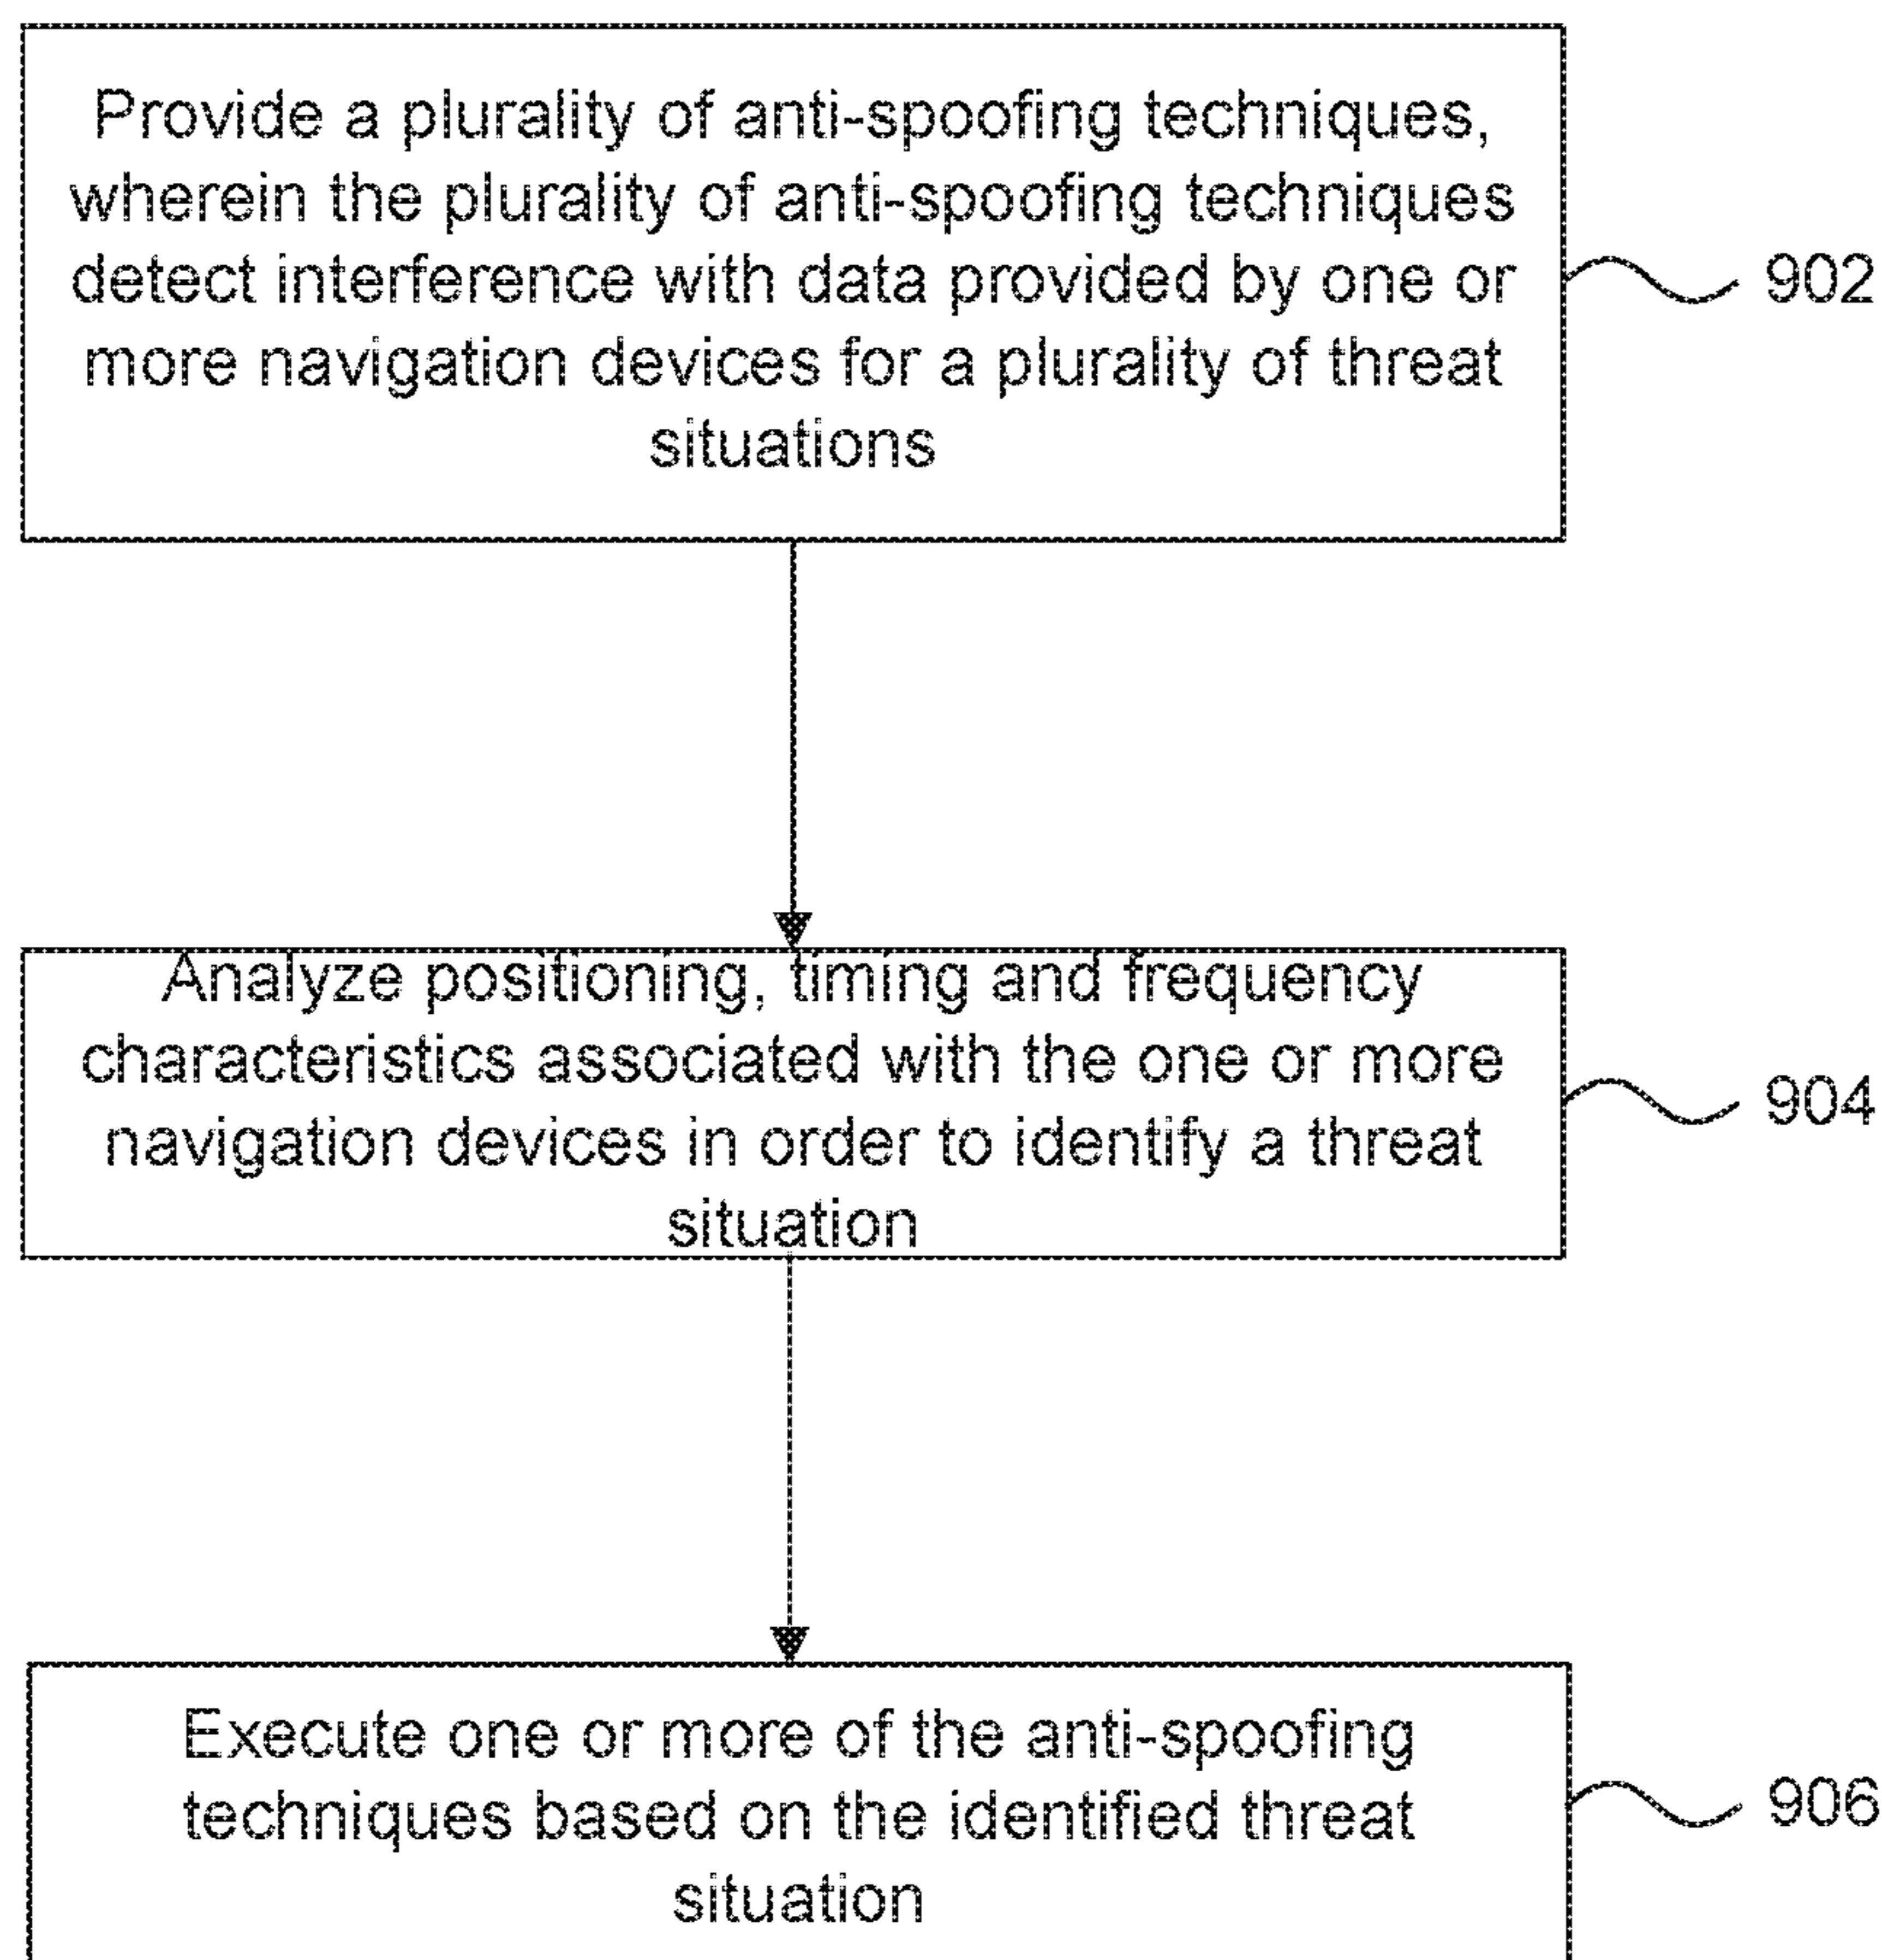 Provide a plurality of anti-spoofing techniques,
wherein the plurality of anti-spoofing techniques
detect interference with data provided by one or
more navigation devices for a plurality of threat
situations
902
Analyze positioning, timing and frequency
characteristics associated with the one or more
navigation devices in order to identify a threat
situation
904
Execute one or more of the anti-spoofing
techniques based on the identified threat
situation
906